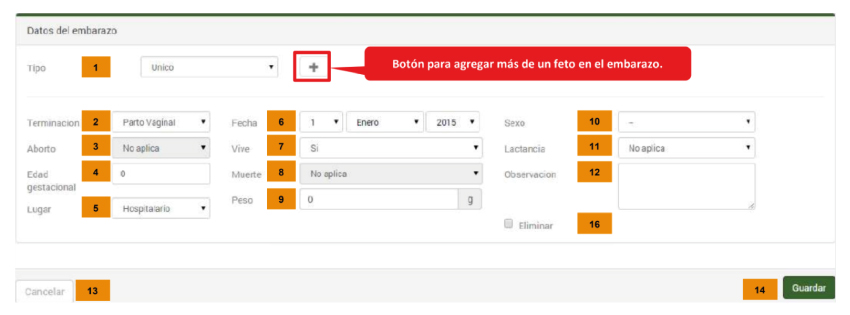 Datos del embarazo
Tipo 1 Unico + Botón para agregar más de un feto en el embarazo.
Terminacion 2 Parto Vaginal Fecha 6 1 Enero 2015 Sexo 10 –
Aborto 3 No aplica Vive 7 Si Lactancia 11 No aplica
Edad gestacional 4 0 Muerte 8 No aplica Observacion 12
Lugar 5 Hospitalario Peso 9 0 g
Eliminar 16
Cancelar 13 14 Guardar